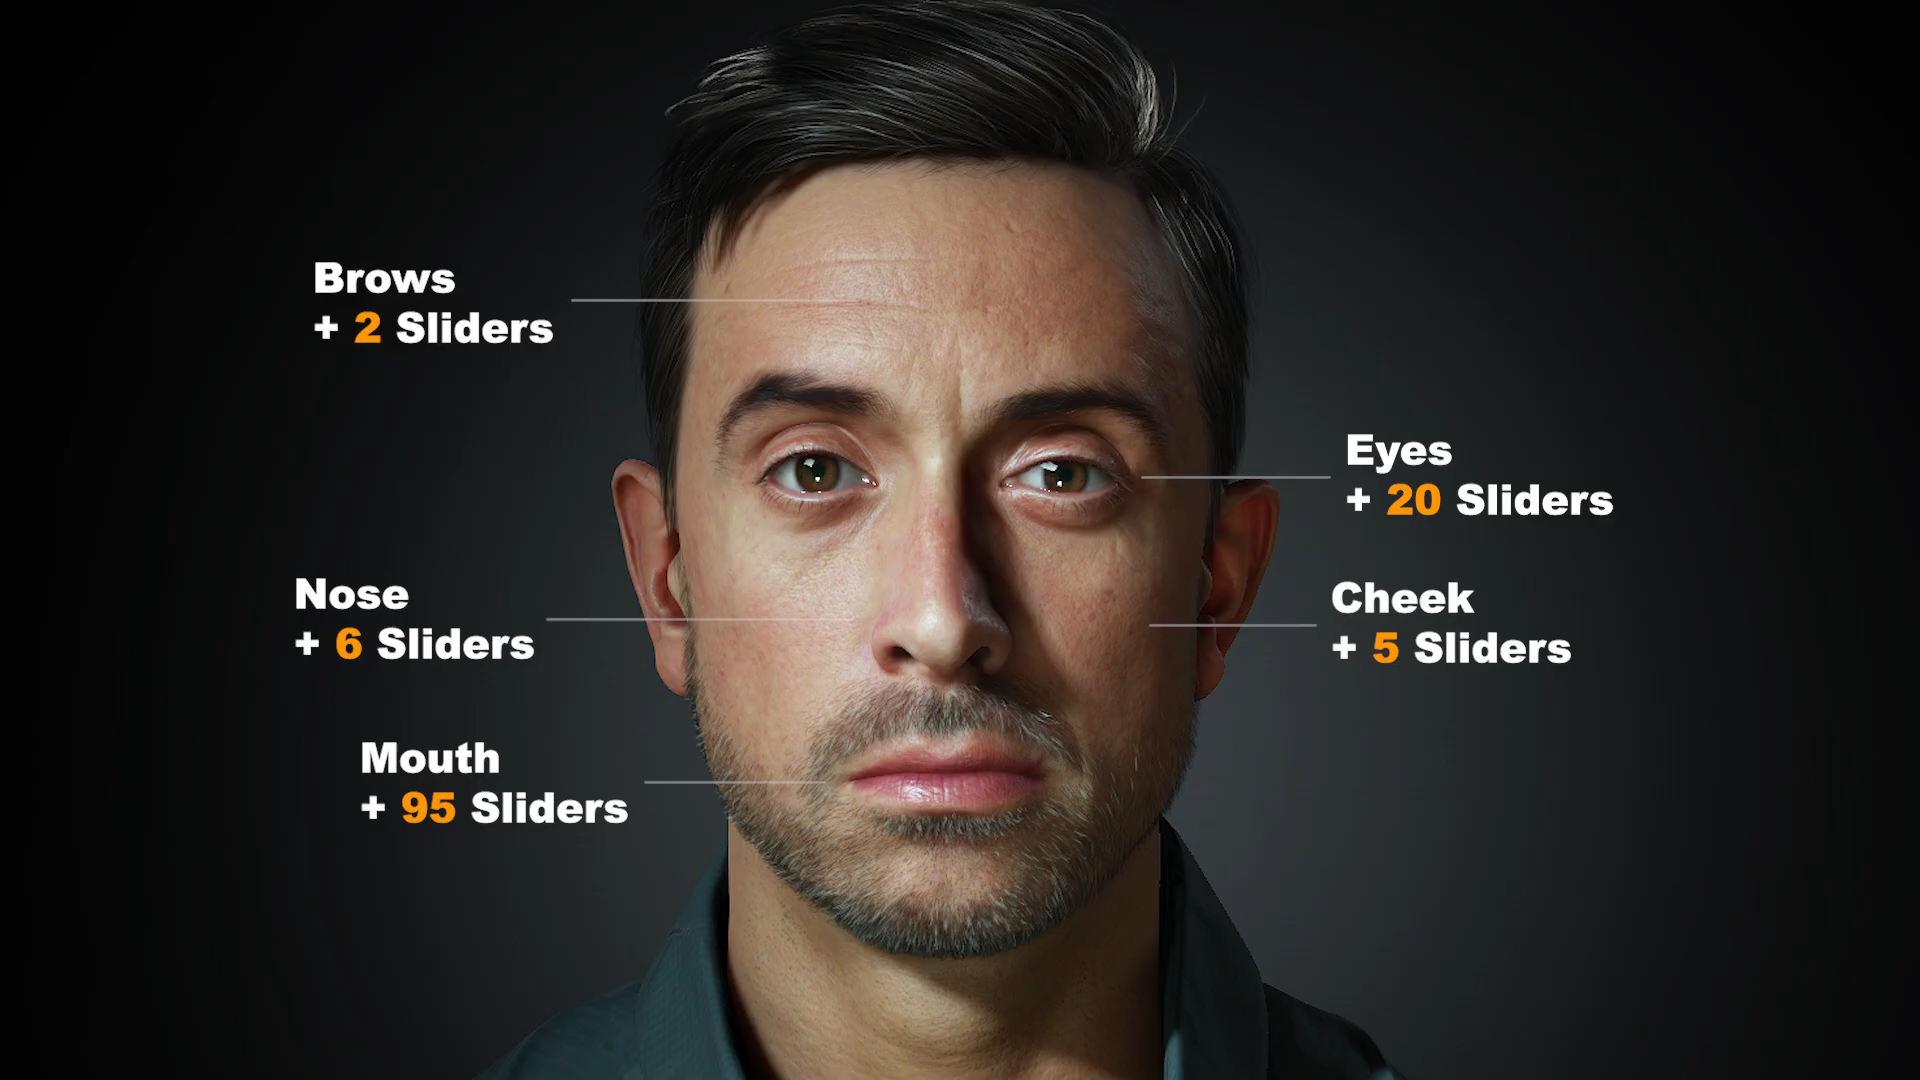 Brows
+ 2 Sliders
Eyes
+ 20 Sliders
Nose
+ 6 Sliders
Cheek
+ 5 Sliders
Mouth
+ 95 Sliders